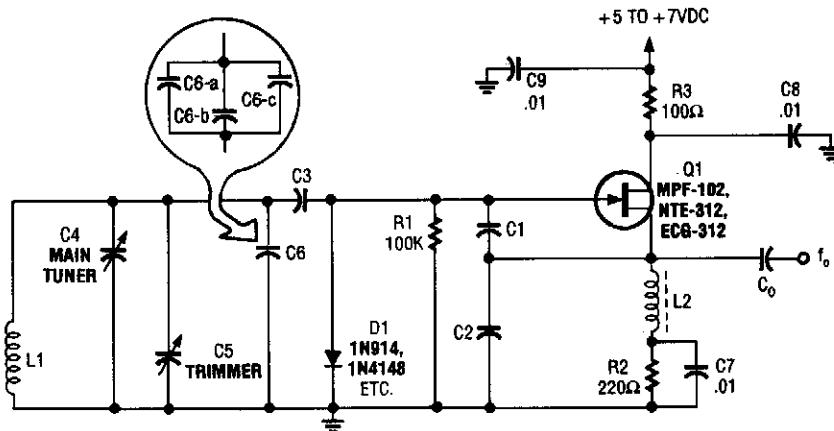 +5 TO +7VDC
C6-a
C6-c
C6-b
C9
.01
R3
100Ω
C8
.01
C3
Q1
MPF-102,
NTE-312,
ECG-312
C4
MAIN
TUNER
C6
R1
100K
C1
f₀
C₀
L2
L1
C5
TRIMMER
D1
1N914,
1N4148
ETC.
C2
R2
220Ω
C7
.01